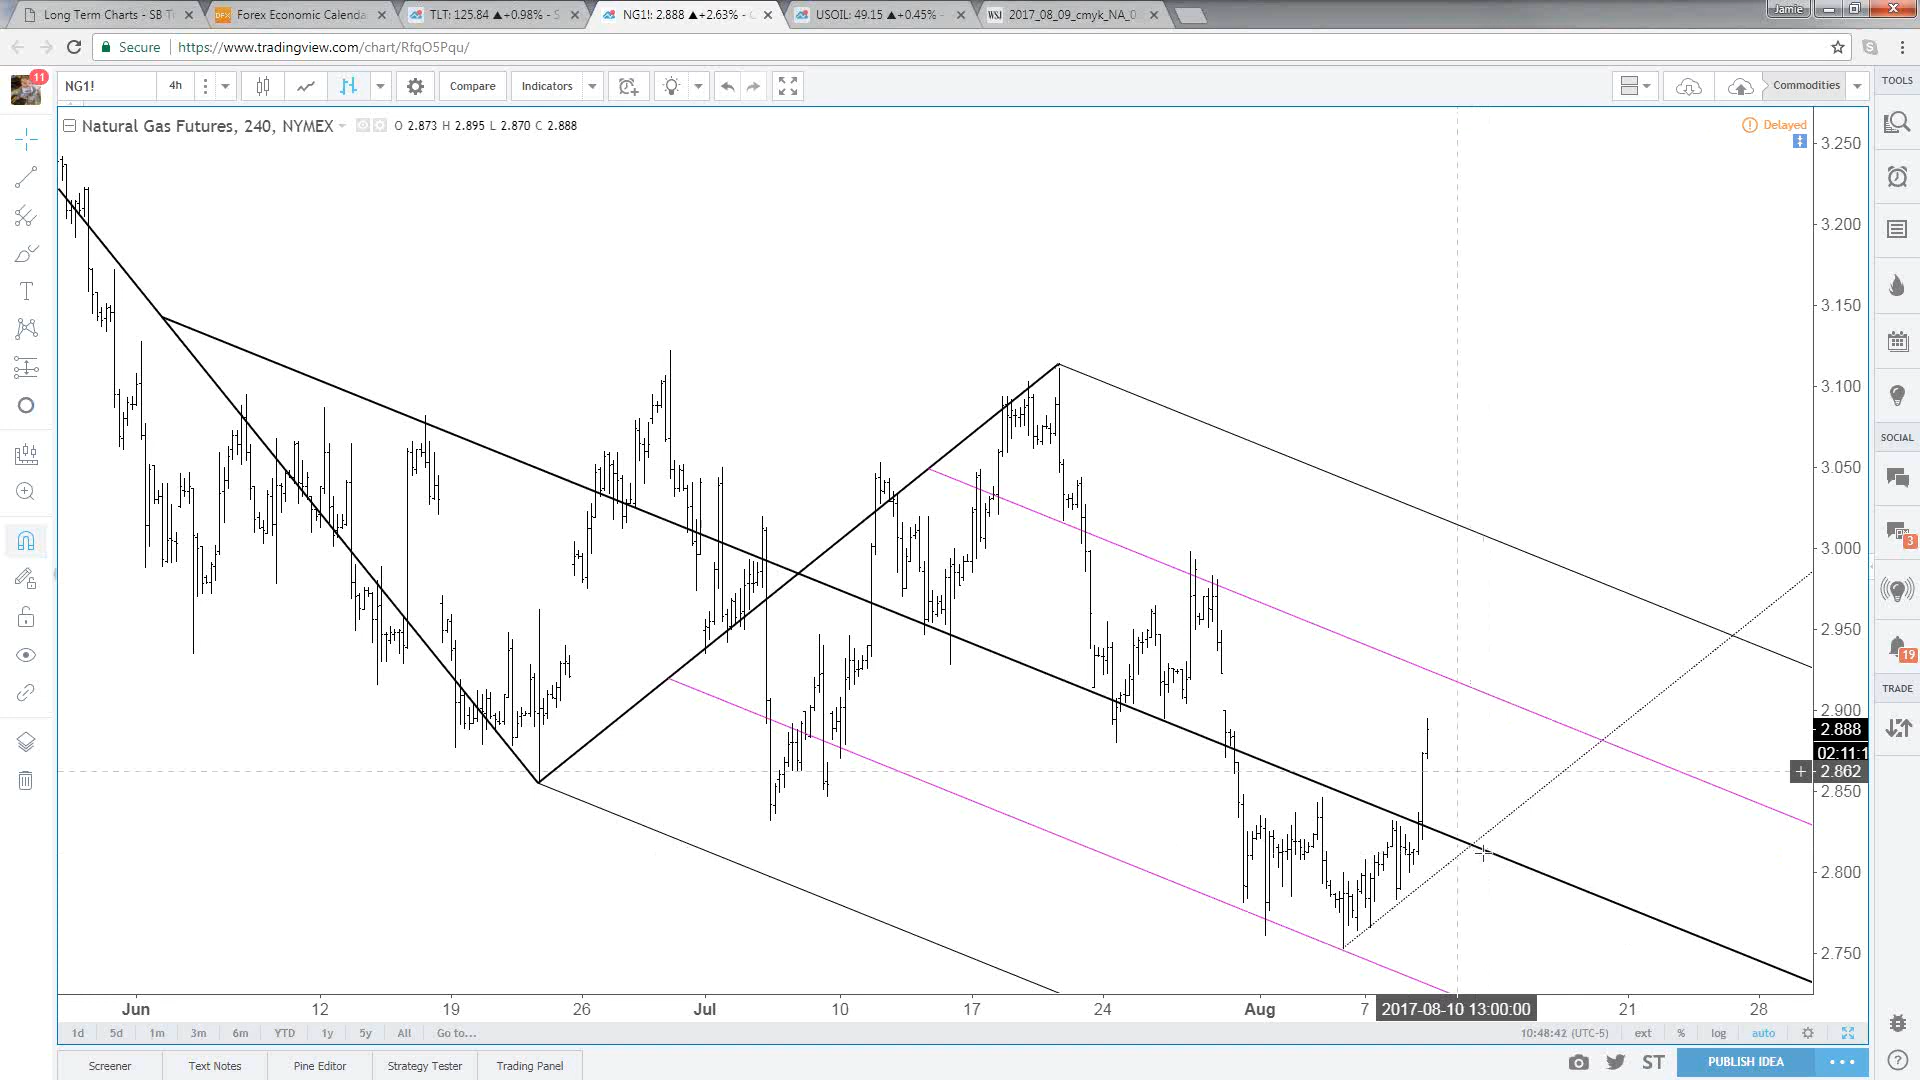 Long Term Charts - SB T
Forex Economic Calenda
TLT: 125.84 ▲+0.98% - S
NG1!: 2.888 ▲+2.63% -
USOIL: 49.15 ▲+0.45% -
WSJ 2017_08_09_cmyk_NA_0
Jamie
Secure https://www.tradingview.com/chart/RfqO5Pqu/
11
NG1! 4h Compare Indicators Commodities
TOOLS
Natural Gas Futures, 240, NYMEX O 2.873 H 2.895 L 2.870 C 2.888
Delayed
3.250
3.200
3.150
3.100
3.050
3.000
2.950
2.900
2.888
02:11:1
2.862
2.850
2.800
2.750
SOCIAL
3
19
TRADE
Jun 12 19 26 Jul 10 17 24 Aug 7 2017-08-10 13:00:00 21 28
1d 5d 1m 3m 6m YTD 1y 5y All Go to...
10:48:42 (UTC-5) ext % log auto
Screener Text Notes Pine Editor Strategy Tester Trading Panel
ST PUBLISH IDEA